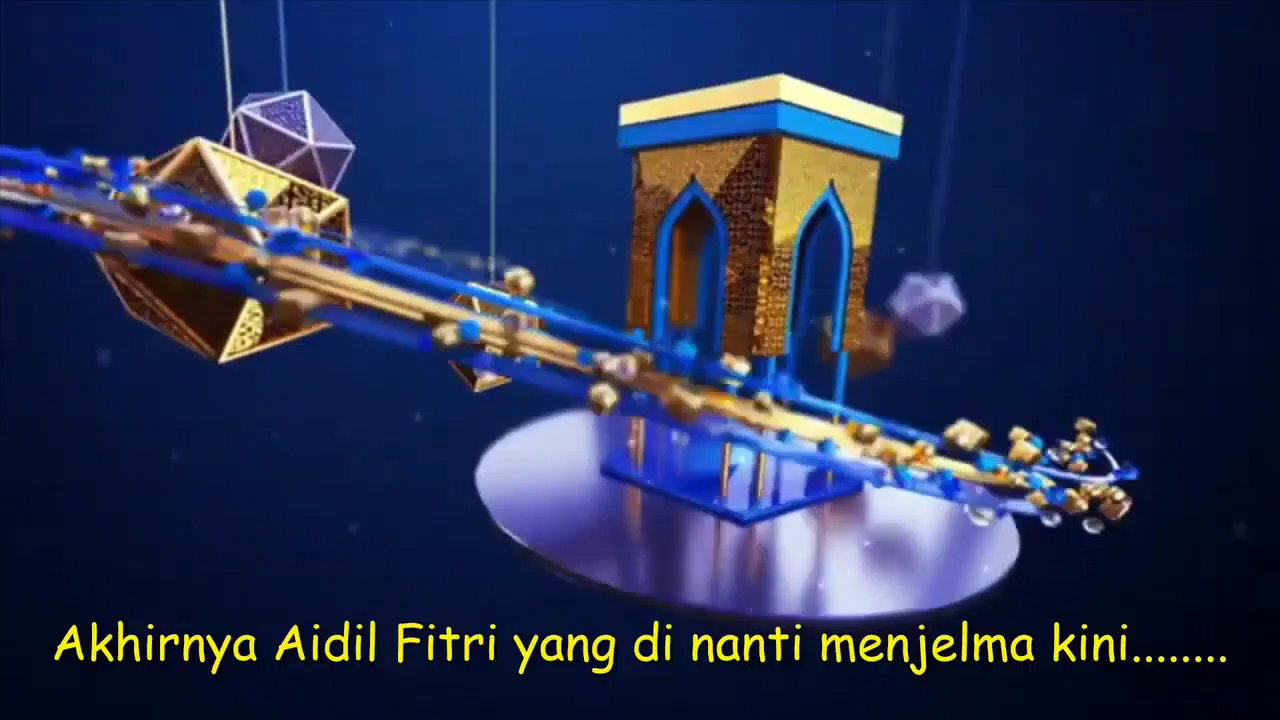 Akhirnya Aidil Fitri yang di nanti menjelma kini........